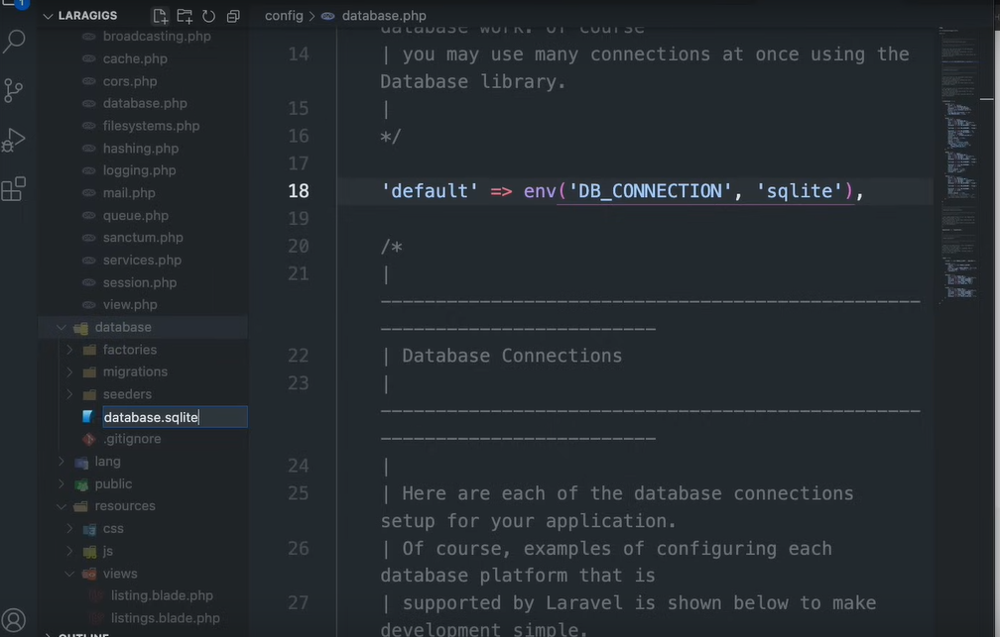 1
LARAGIGS
config > database.php
broadcasting.php
cache.php
cors.php
database.php
filesystems.php
hashing.php
logging.php
mail.php
queue.php
sanctum.php
services.php
session.php
view.php
database
factories
migrations
seeders
database.sqlite
.gitignore
lang
public
resources
css
js
views
listing.blade.php
listings.blade.php
OUTLINE
database work. Of course
14 | you may use many connections at once using the
Database library.
15 |
16 */
17
18 'default' => env('DB_CONNECTION', 'sqlite'),
19
20 /*
21 |
--------------------------------------------------
-------------------------
22 | Database Connections
23 |
--------------------------------------------------
-------------------------
24 |
25 | Here are each of the database connections
setup for your application.
26 | Of course, examples of configuring each
database platform that is
27 | supported by Laravel is shown below to make
development simple.